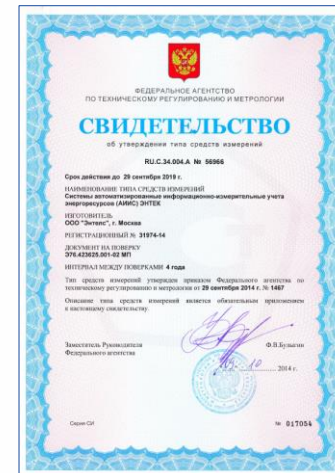 ФЕДЕРАЛЬНОЕ АГЕНТСТВО
ПО ТЕХНИЧЕСКОМУ РЕГУЛИРОВАНИЮ И МЕТРОЛОГИИ
СВИДЕТЕЛЬСТВО
об утверждении типа средств измерений
RU.C.34.004.A № 56966
Срок действия до 29 сентября 2019 г.
НАИМЕНОВАНИЕ ТИПА СРЕДСТВ ИЗМЕРЕНИЙ
Системы автоматизированные информационно-измерительные учета
энергоресурсов (АИИС) ЭНТЕК
ИЗГОТОВИТЕЛЬ
ООО "Энтелс", г. Москва
РЕГИСТРАЦИОННЫЙ № 31974-14
ДОКУМЕНТ НА ПОВЕРКУ
Э76.423625.001-02 МП
ИНТЕРВАЛ МЕЖДУ ПОВЕРКАМИ 4 года
Тип средств измерений утвержден приказом Федерального агентства по
техническому регулированию и метрологии от 29 сентября 2014 г. № 1467
Описание типа средств измерений является обязательным приложением
к настоящему свидетельству.
Заместитель Руководителя Ф.В.Булыгин
Федерального агентства
10 2014 г.
Серия СИ № 017054